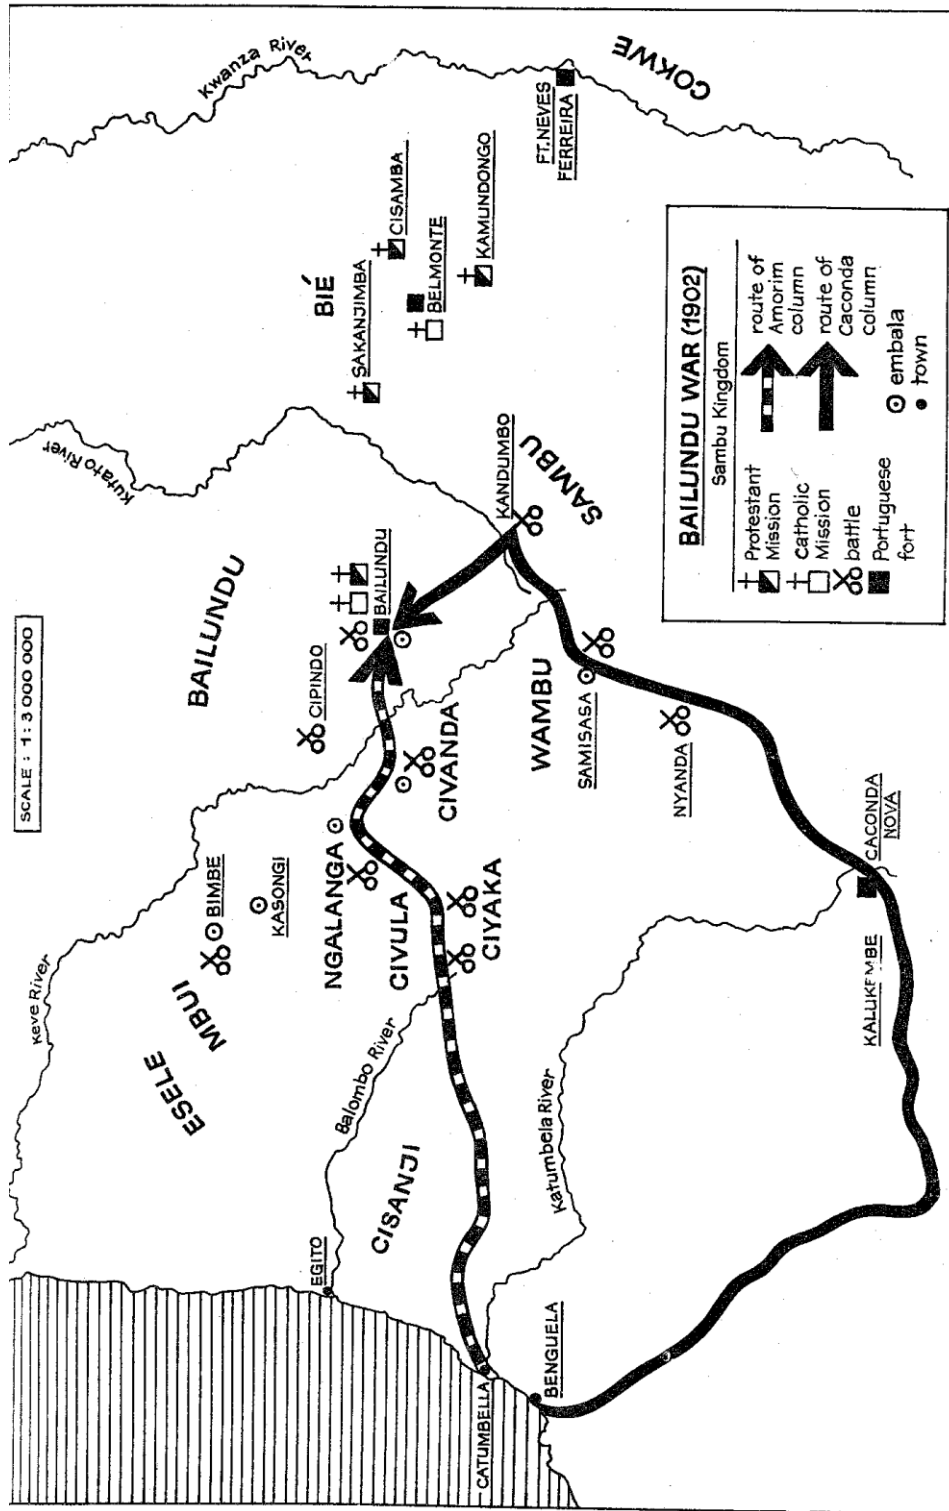 SCALE : 1:3 000 000
Keve River
Kutato River
Kwanza River
ESELE
MBUI
BIMBE
KASONGI
BAILUNDU
CIPINDO
BIÉ
SAKANJIMBA
CISAMBA
BELMONTE
KAMUNDONGO
FT.NEVES
FERREIRA
COKWE
EGITO
Balombo River
CISANJI
NGALANGA
CIVULA
CIYAKA
CIVANDA
BAILUNDU
KANDUMBO
SAMBU
WAMBU
SAMISASA
NYANDA
CATUMBELLA
BENGUELA
Katumbela River
KALUKEMBE
CACONDA
NOVA
BAILUNDU WAR (1902)
Sambu Kingdom
Protestant
Mission
Catholic
Mission
battle
Portuguese
fort
route of
Amorim
column
route of
Caconda
column
embala
town